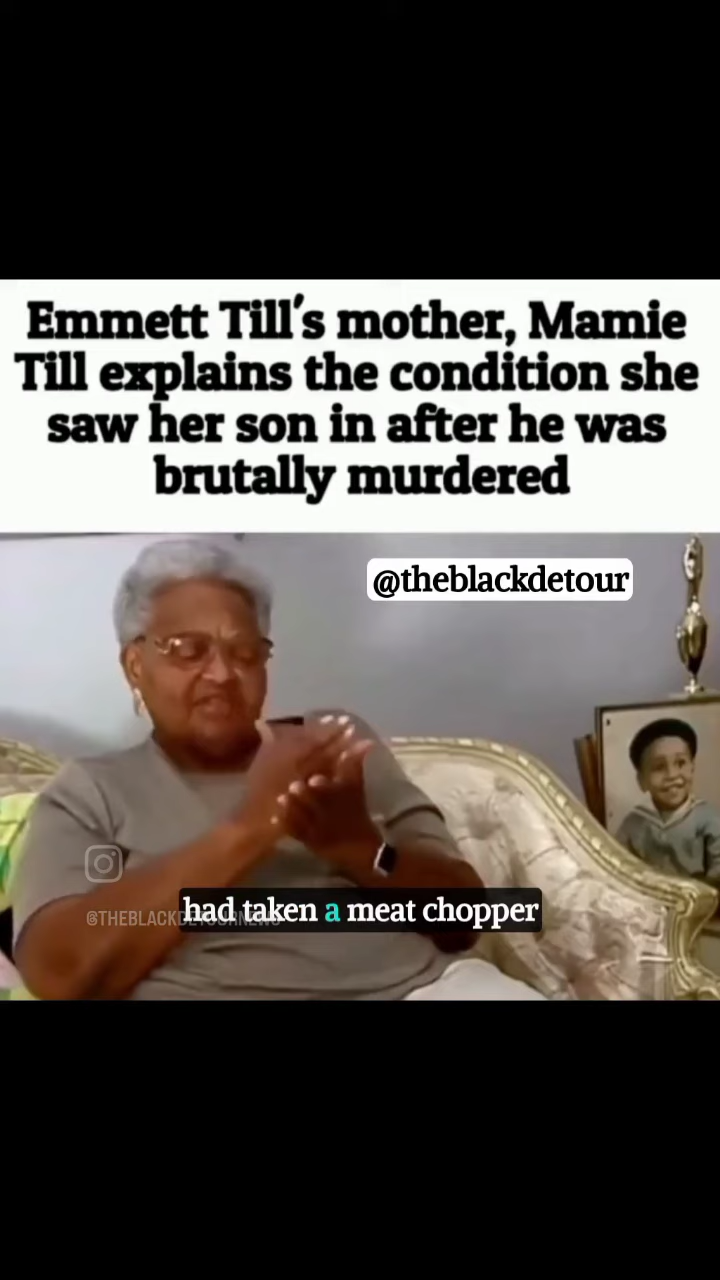 Emmett Till's mother, Mamie
Till explains the condition she
saw her son in after he was
brutally murdered
@theblackdetour
had taken a meat chopper
@THEBLACKDETOURNEWS